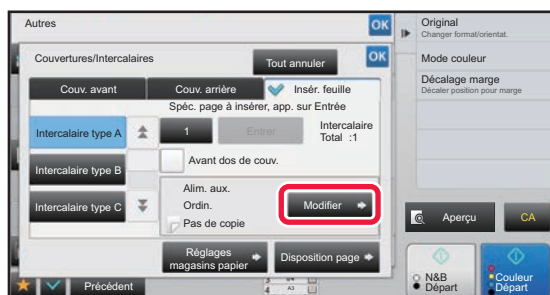 Autres
OK
Couvertures/Intercalaires
Tout annuler
OK
Couv. avant
Couv. arrière
Insér. feuille
Spéc. page à insérer, app. sur Entrée
Intercalaire type A
1
Entrer
Intercalaire
Total :1
Avant dos de couv.
Intercalaire type B
Alim. aux.
Ordin.
Modifier
Intercalaire type C
Pas de copie
Réglages
magasins papier
Disposition page
Précédent
A3
Original
Changer format/orientat.
Mode couleur
Décalage marge
Décaler position pour marge
Aperçu
CA
N&B
Départ
Couleur
Départ